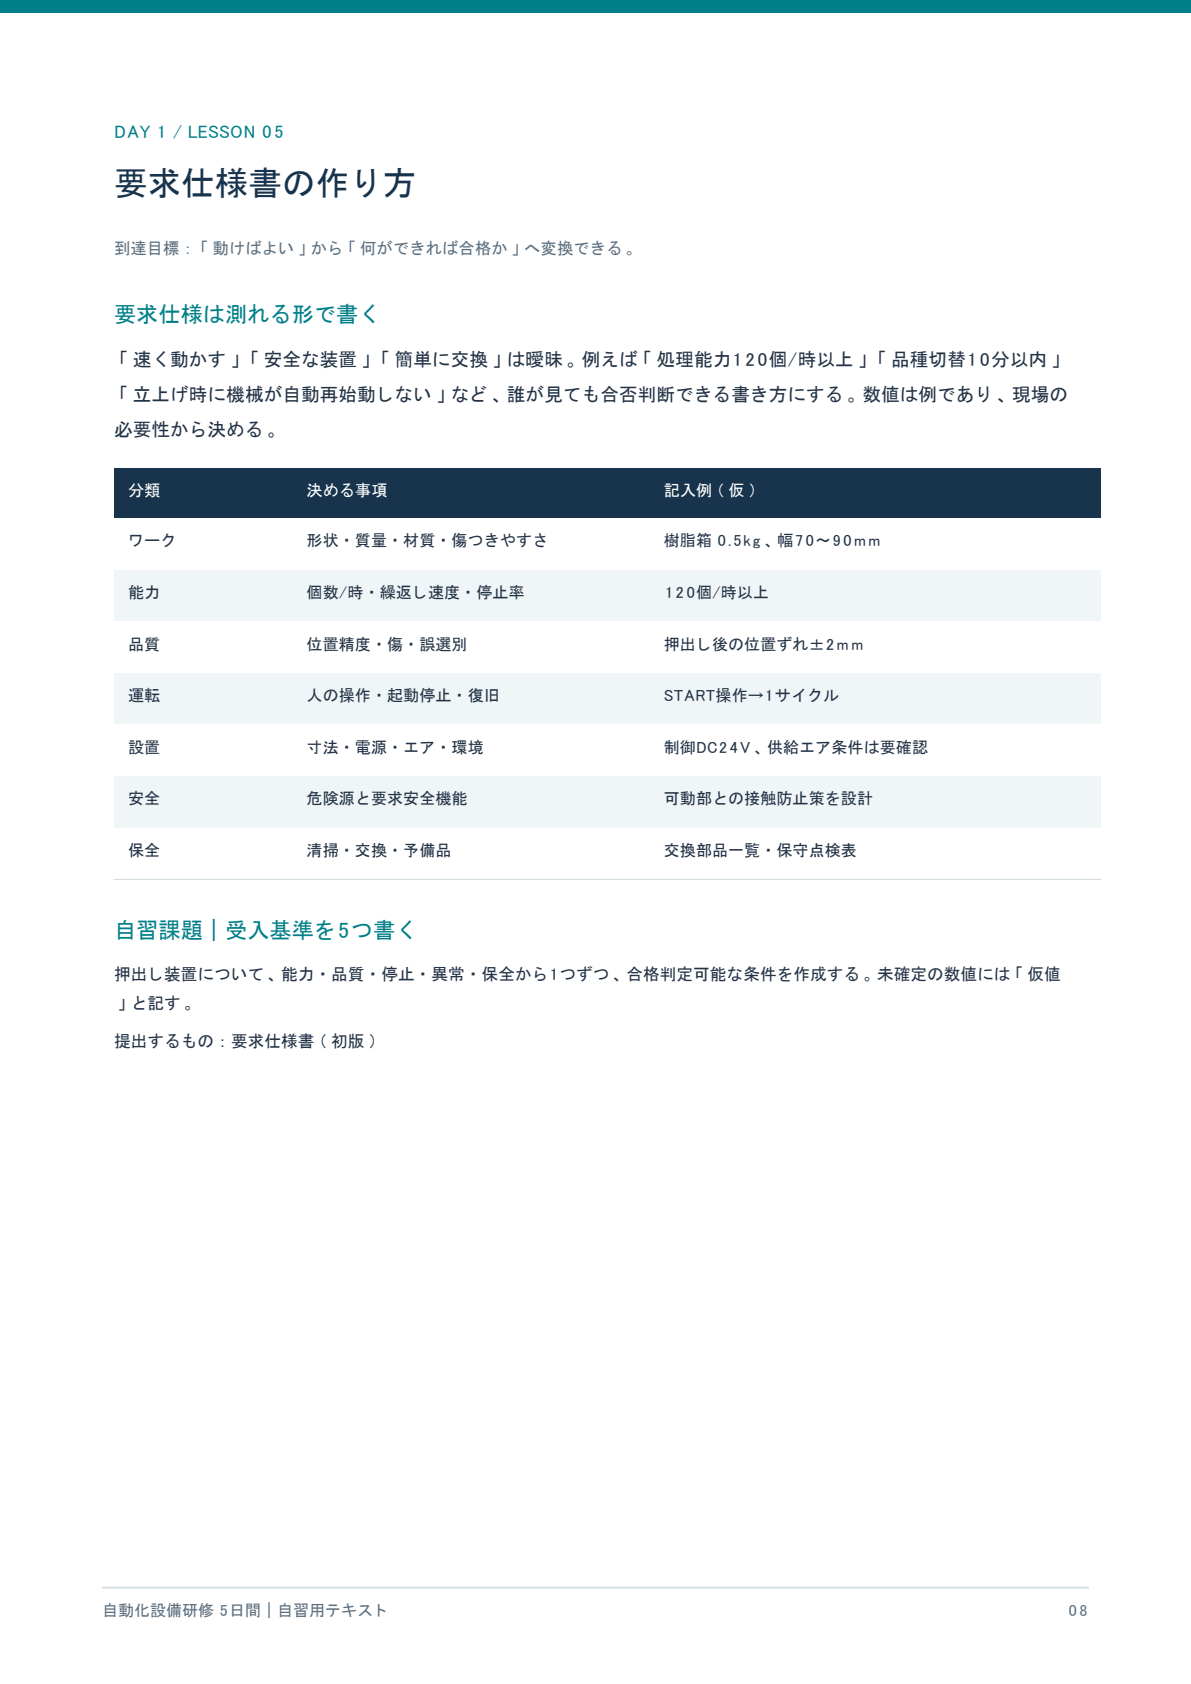 DAY 1 / LESSON 05
要求仕様書の作り方
到達目標：「動けばよい」から「何ができれば合格か」へ変換できる。
要求仕様は測れる形で書く
「速く動かす」「安全な装置」「簡単に交換」は曖昧。例えば「処理能力120個/時以上」「品種切替10分以内」
「立上げ時に機械が自動再始動しない」など、誰が見ても合否判断できる書き方にする。数値は例であり、現場の
必要性から決める。
分類 決める事項 記入例（仮）
ワーク 形状・質量・材質・傷つきやすさ 樹脂箱 0.5kg、幅70～90mm
能力 個数/時・繰返し速度・停止率 120個/時以上
品質 位置精度・傷・誤選別 押出し後の位置ずれ±2mm
運転 人の操作・起動停止・復旧 START操作→1サイクル
設置 寸法・電源・エア・環境 制御DC24V、供給エア条件は要確認
安全 危険源と要求安全機能 可動部との接触防止策を設計
保全 清掃・交換・予備品 交換部品一覧・保守点検表
自習課題｜受入基準を5つ書く
押出し装置について、能力・品質・停止・異常・保全から1つずつ、合格判定可能な条件を作成する。未確定の数値には「仮値
」と記す。
提出するもの：要求仕様書（初版）
自動化設備研修 5日間｜自習用テキスト 08